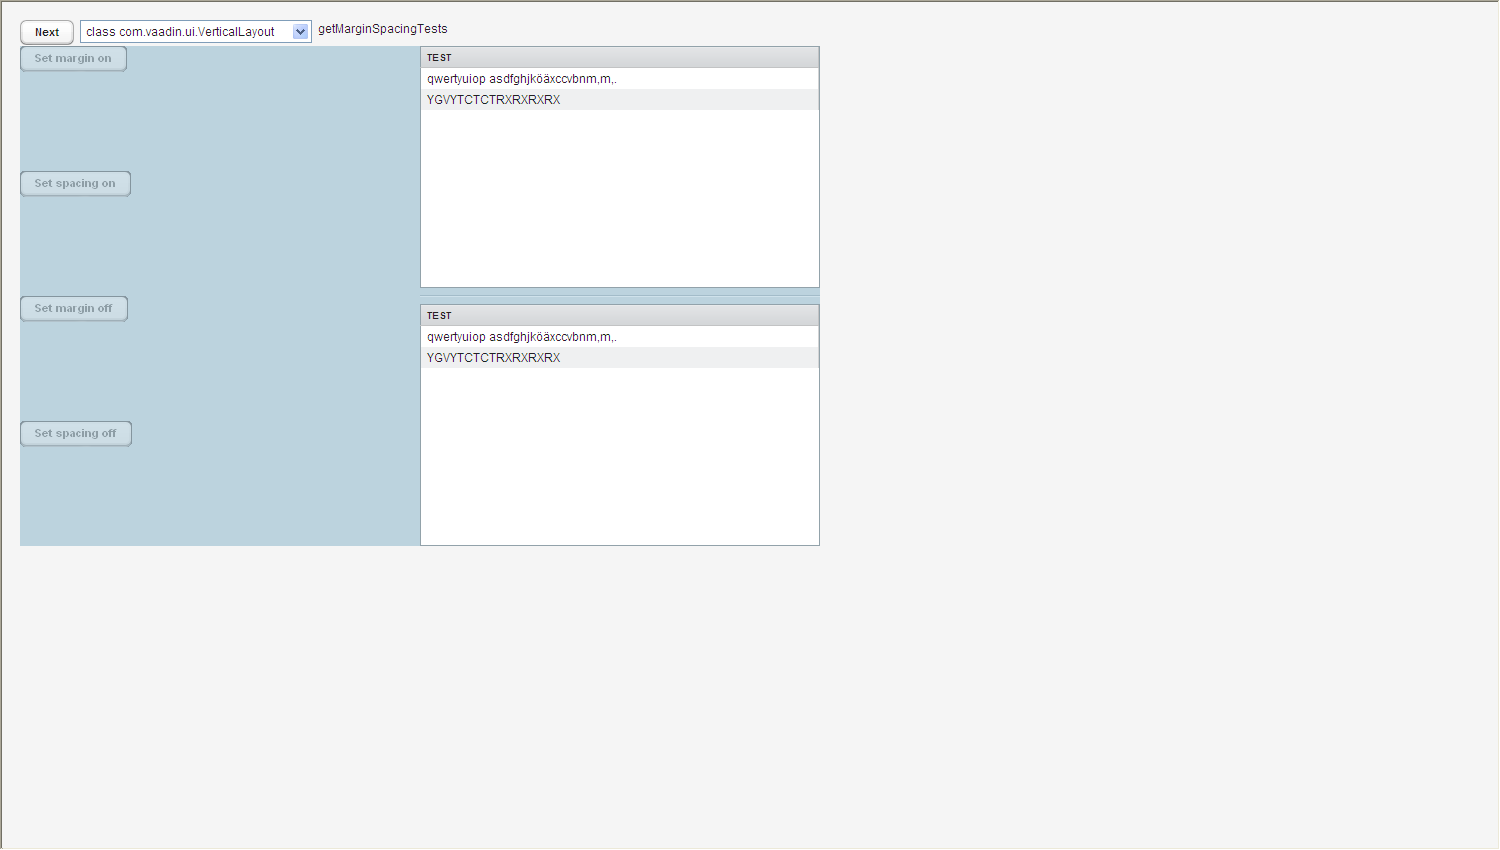 Next
class com.vaadin.ui.VerticalLayout
getMarginSpacingTests
Set margin on
Set spacing on
Set margin off
Set spacing off
TEST
qwertyuiop asdfghjköäxccvbnm,m,.
YGVYTCTCTRXRXRXRX
TEST
qwertyuiop asdfghjköäxccvbnm,m,.
YGVYTCTCTRXRXRXRX